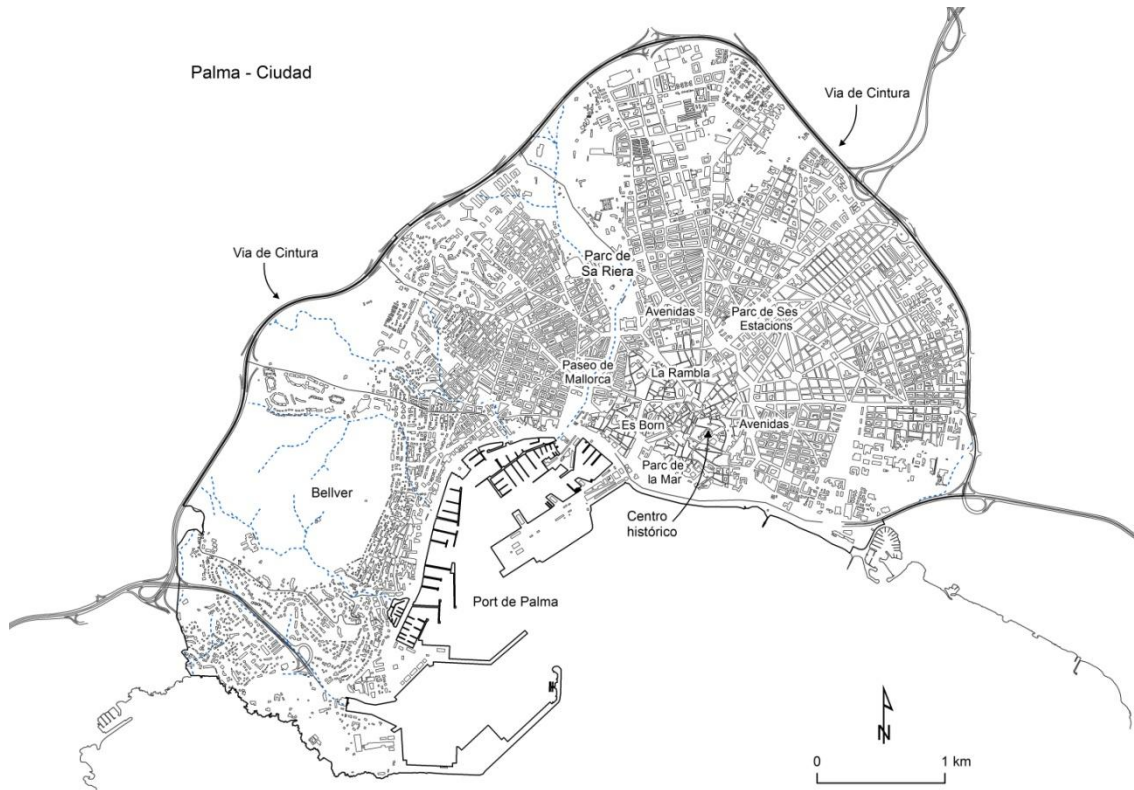 Palma - Ciudad
Via de Cintura
Via de Cintura
Parc de
Sa Riera
Avenidas
Parc de Ses
Estacions
Paseo de
Mallorca
La Rambla
Es Born
Avenidas
Parc de
la Mar
Bellver
Centro
histórico
Port de Palma
N
0
1 km